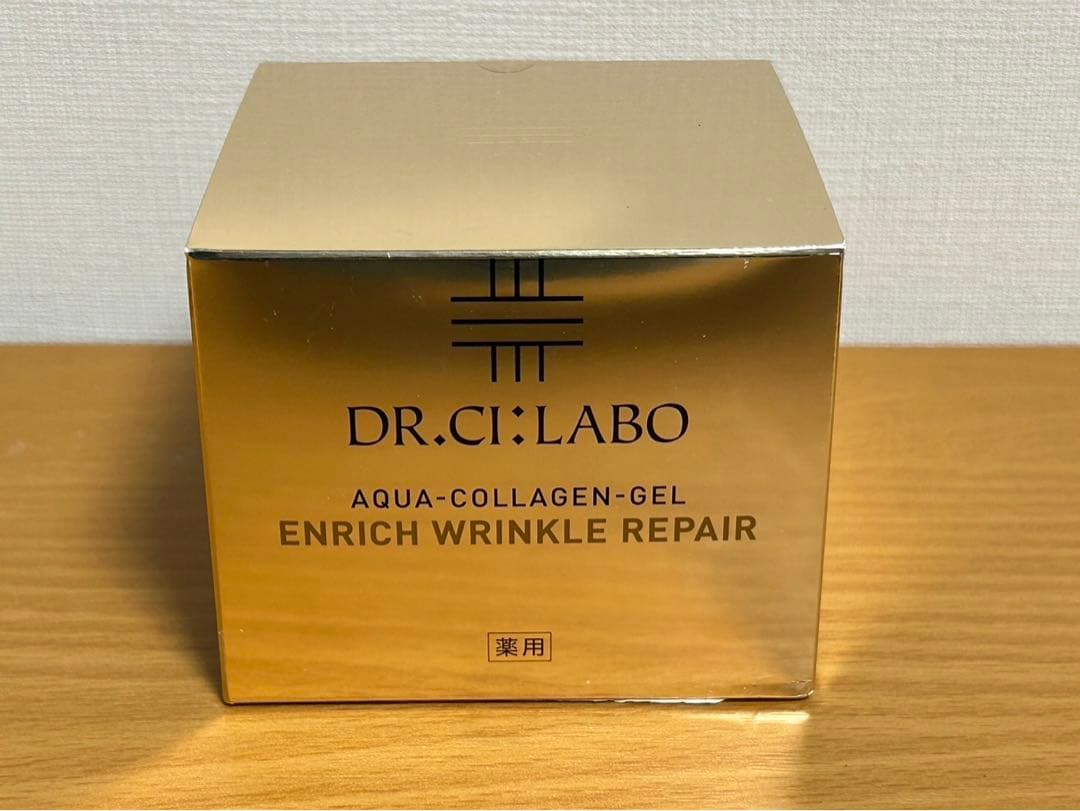 DR.CI:LABO
AQUA-COLLAGEN-GEL
ENRICH WRINKLE REPAIR
薬用